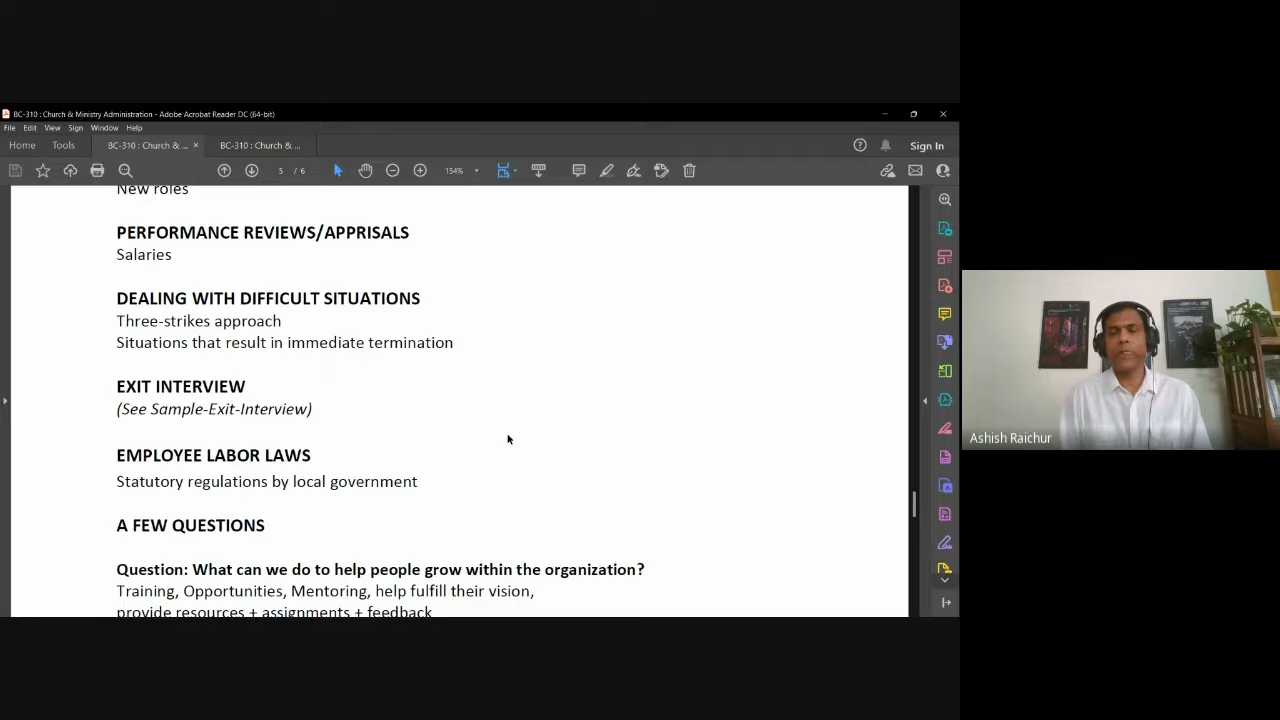 BC-310 : Church & Ministry Administration - Adobe Acrobat Reader DC (64-bit)
File Edit View Sign Window Help
Home Tools BC-310 : Church & ... × BC-310 : Church & ... Sign In
5 / 6 154%
New roles
PERFORMANCE REVIEWS/APPRISALS
Salaries
DEALING WITH DIFFICULT SITUATIONS
Three-strikes approach
Situations that result in immediate termination
EXIT INTERVIEW
(See Sample-Exit-Interview)
EMPLOYEE LABOR LAWS
Statutory regulations by local government
A FEW QUESTIONS
Question: What can we do to help people grow within the organization?
Training, Opportunities, Mentoring, help fulfill their vision,
provide resources + assignments + feedback
Ashish Raichur